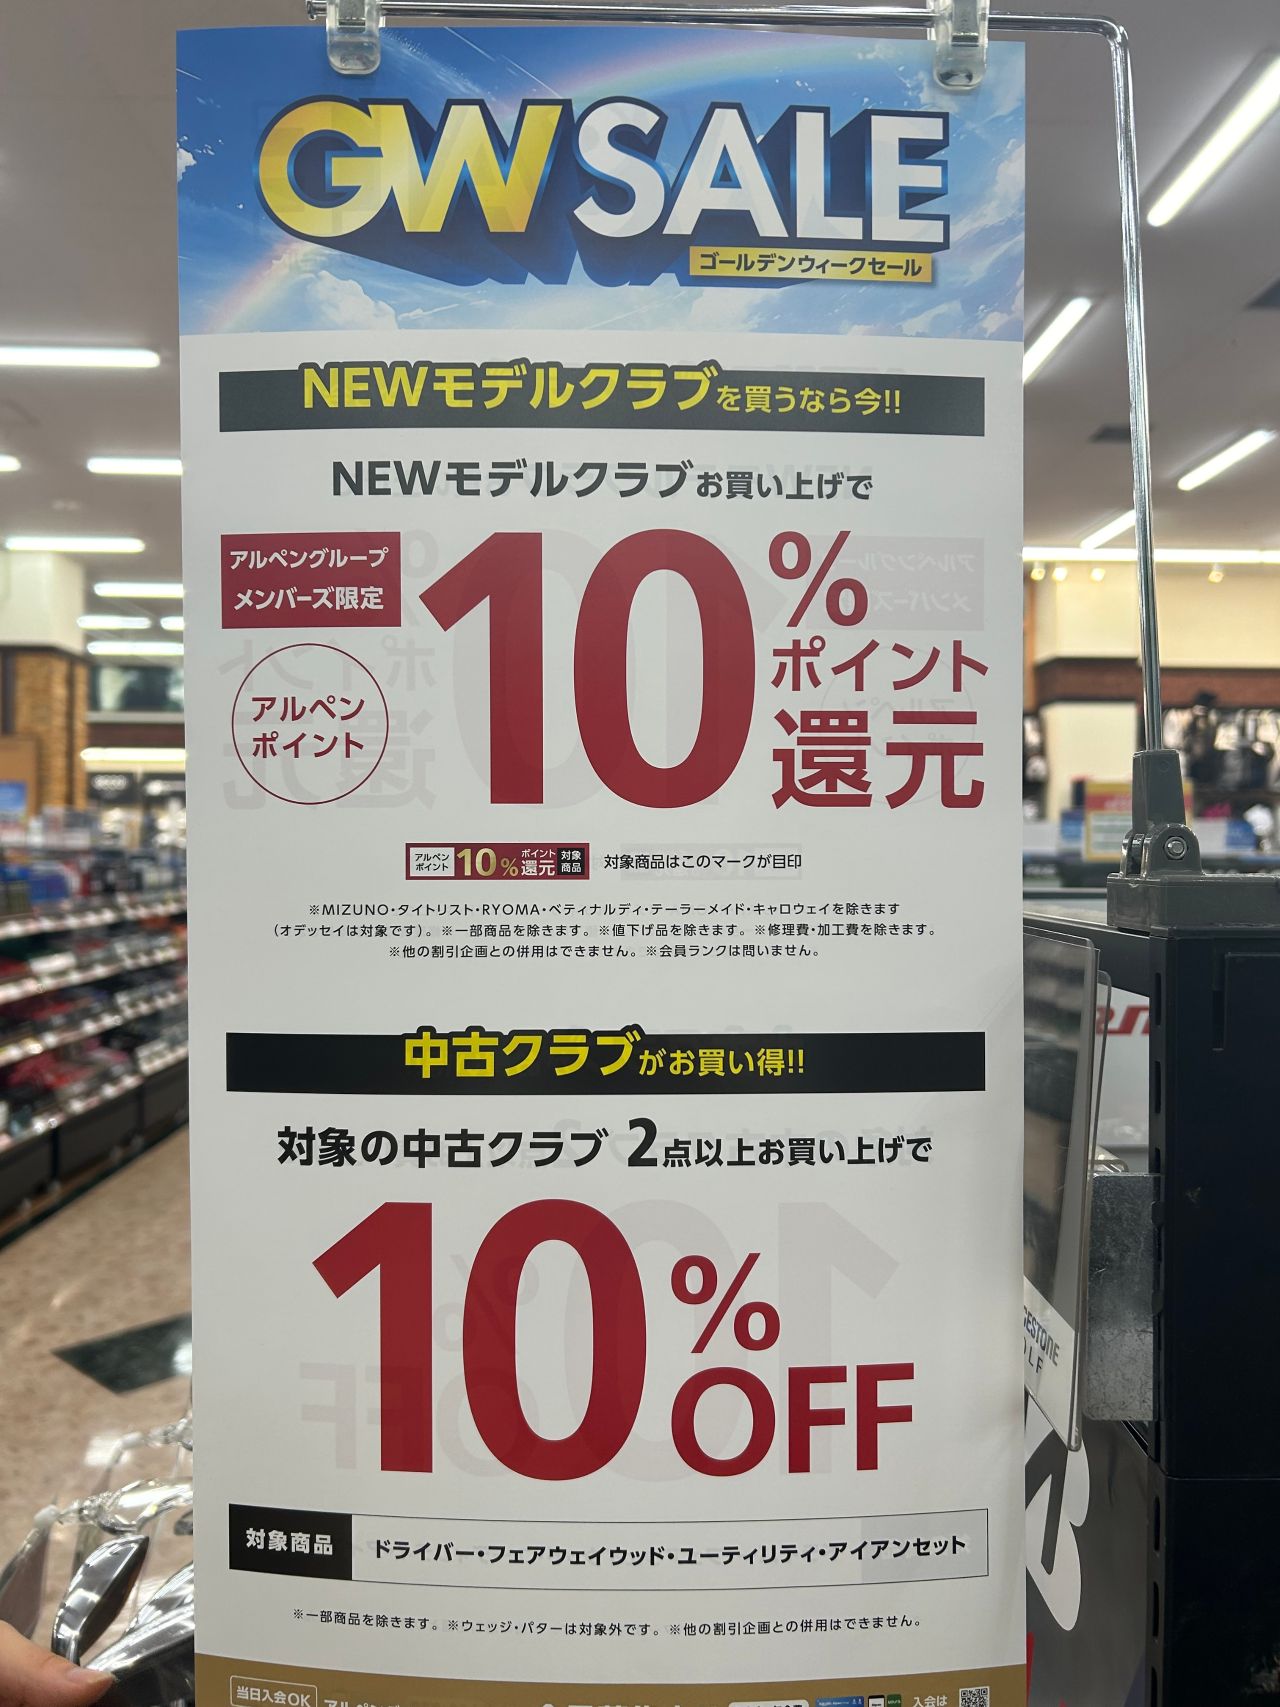 GW SALE
ゴールデンウィークセール
NEWモデルクラブを買うなら今!!
NEWモデルクラブお買い上げで
アルペングループ
メンバーズ限定
アルペン
ポイント
10%
ポイント
還元
アルペン
ポイント
10%
ポイント
還元
対象
商品
対象商品はこのマークが目印
※MIZUNO・タイトリスト・RYOMA・ベティナルディ・テーラーメイド・キャロウェイを除きます
(オデッセイは対象です)。※一部商品を除きます。※値下げ品を除きます。※修理費・加工費を除きます。
※他の割引企画との併用はできません。※会員ランクは問いません。
中古クラブがお買い得!!
対象の中古クラブ 2点以上お買い上げで
10%
OFF
対象商品
ドライバー・フェアウェイウッド・ユーティリティ・アイアンセット
※一部商品を除きます。※ウェッジ・パターは対象外です。※他の割引企画との併用はできません。
当日入会OK
入会は